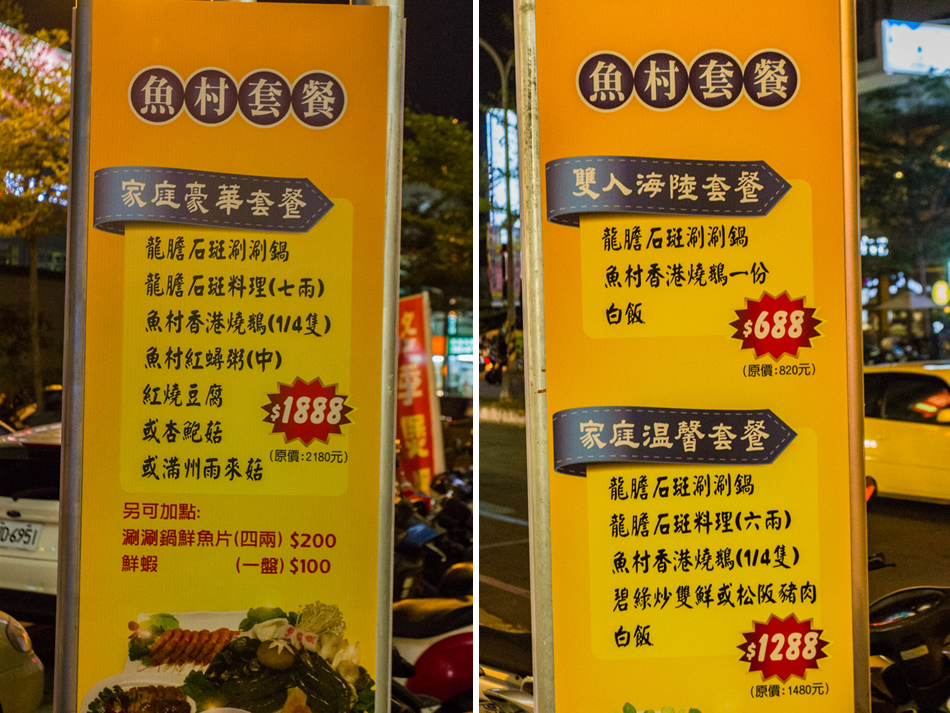 魚村套餐
家庭豪華套餐
龍膽石斑涮涮鍋
龍膽石斑料理(七兩)
魚村香港燒鵝(1/4隻)
魚村紅蟳粥(中)
紅燒豆腐
或杏鮑菇
或滿州雨來菇
$1888
(原價:2180元)
另可加點:
涮涮鍋鮮魚片(四兩) $200
鮮蝦 (一盤) $100
魚村套餐
雙人海陸套餐
龍膽石斑涮涮鍋
魚村香港燒鵝一份
白飯
$688
(原價:820元)
家庭温馨套餐
龍膽石斑涮涮鍋
龍膽石斑料理(六兩)
魚村香港燒鵝(1/4隻)
碧綠炒雙鮮或松阪豬肉
白飯
$1288
(原價:1480元)